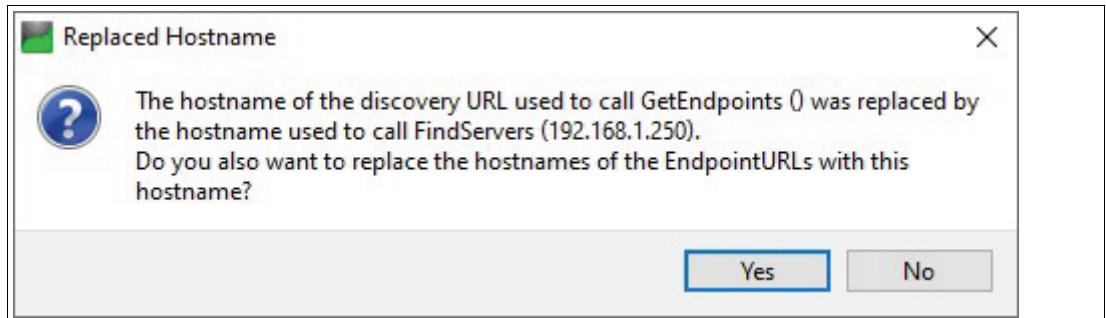 Replaced Hostname
The hostname of the discovery URL used to call GetEndpoints () was replaced by
the hostname used to call FindServers (192.168.1.250).
Do you also want to replace the hostnames of the EndpointURLs with this
hostname?
Yes No